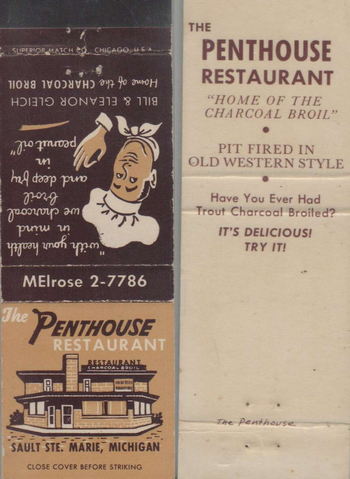 SUPERIOR MATCH CO. CHICAGO, U.S.A.
"with your health
in mind
we charcoal
broil
and deep fry
in
peanut oil"
BILL & ELEANOR GLEICH
Home of the CHARCOAL BROIL
MElrose 2-7786
The PENTHOUSE
RESTAURANT
RESTAURANT
CHARCOAL BROIL
SAULT STE. MARIE, MICHIGAN
CLOSE COVER BEFORE STRIKING
THE
PENTHOUSE
RESTAURANT
"HOME OF THE
CHARCOAL BROIL"
•
PIT FIRED IN
OLD WESTERN STYLE
•
Have You Ever Had
Trout Charcoal Broiled?
IT'S DELICIOUS!
TRY IT!
The Penthouse